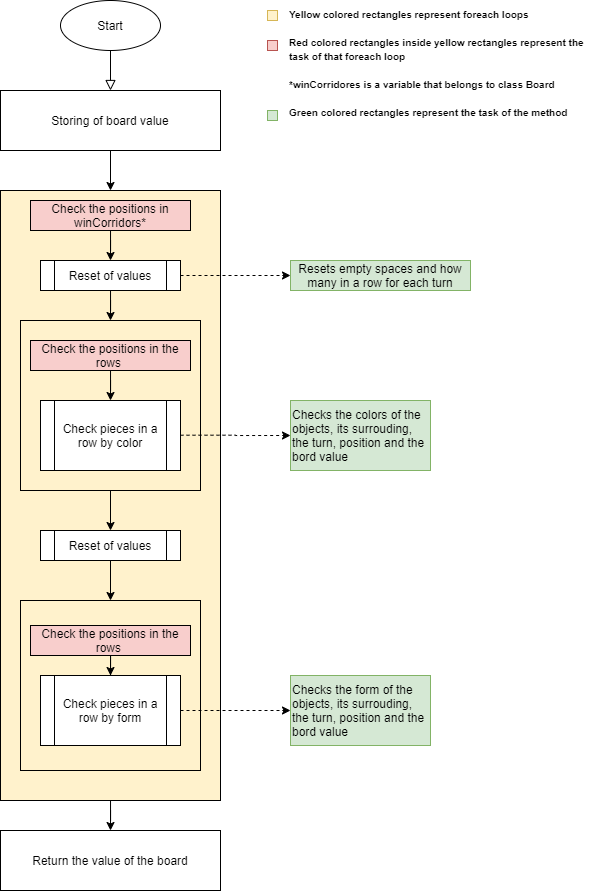 Start
Yellow colored rectangles represent foreach loops
Red colored rectangles inside yellow rectangles represent the
task of that foreach loop
*winCorridores is a variable that belongs to class Board
Green colored rectangles represent the task of the method
Storing of board value
Check the positions in
winCorridors*
Reset of values
Resets empty spaces and how
many in a row for each turn
Check the positions in the
rows
Check pieces in a
row by color
Checks the colors of the
objects, its surrouding,
the turn, position and the
bord value
Reset of values
Check the positions in the
rows
Check pieces in a
row by form
Checks the form of the
objects, its surrouding,
the turn, position and the
bord value
Return the value of the board